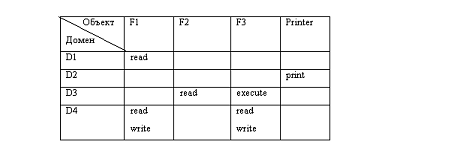 Объект F1 F2 F3 Printer
Домен
D1 read
D2 print
D3 read execute
D4 read read
write write